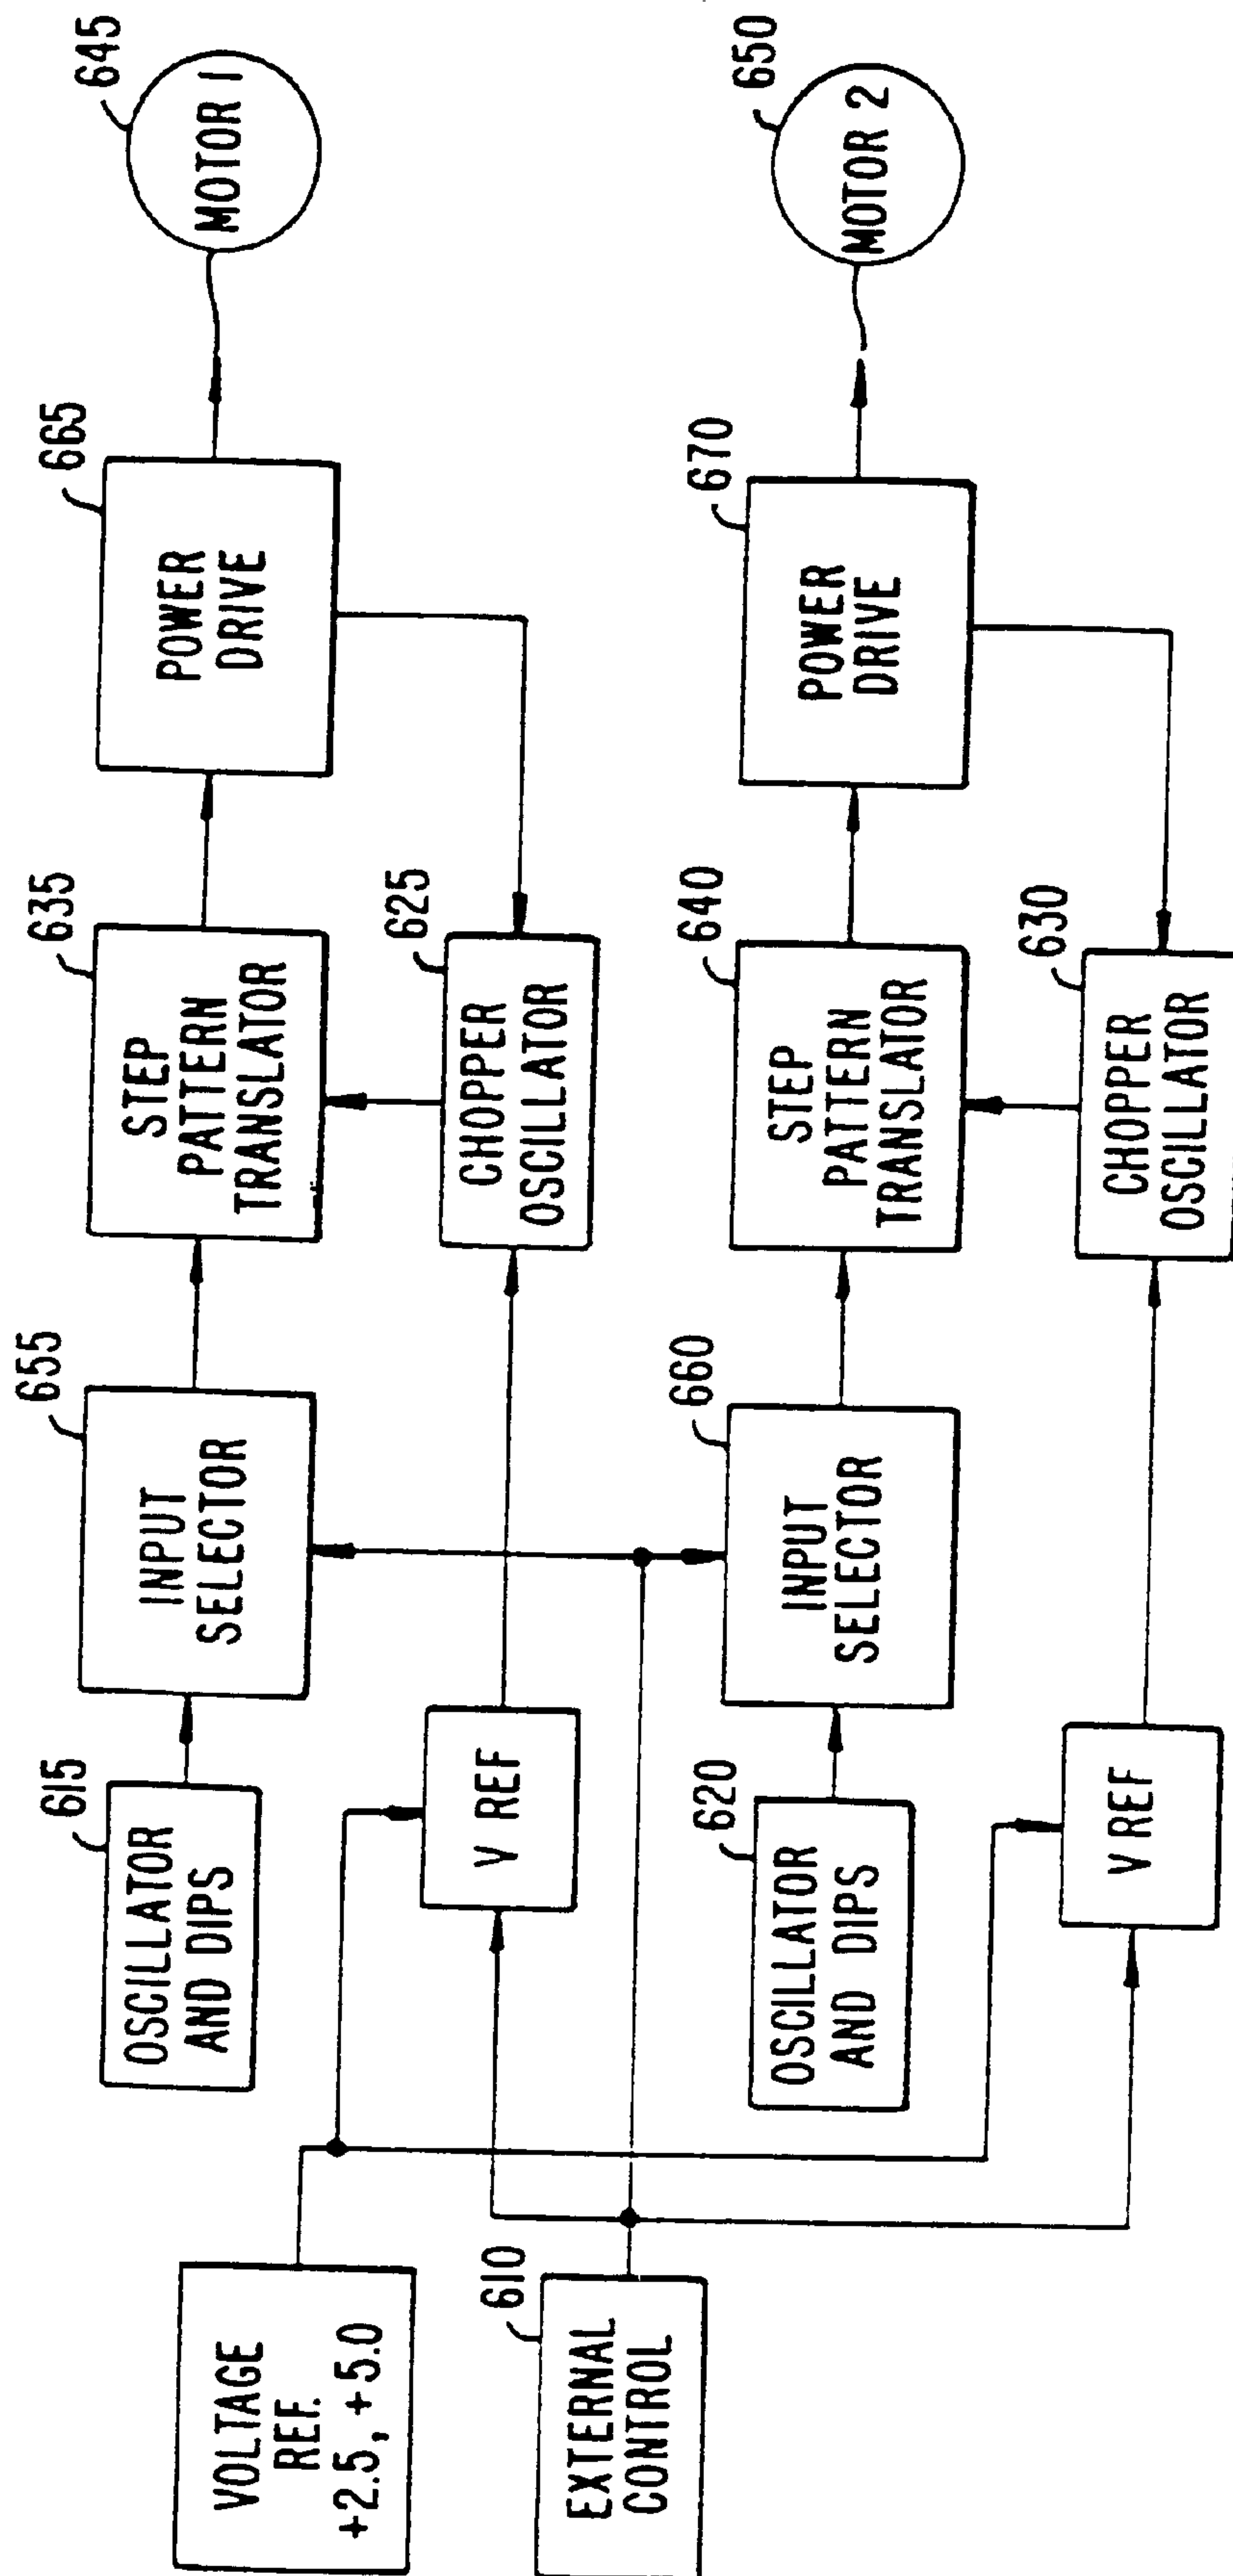 645
MOTOR 1
665
POWER
DRIVE
635
STEP
PATTERN
TRANSLATOR
625
CHOPPER
OSCILLATOR
655
INPUT
SELECTOR
615
OSCILLATOR
AND DIPS
V REF
VOLTAGE
REF.
+2.5, +5.0
610
EXTERNAL
CONTROL
650
MOTOR 2
670
POWER
DRIVE
640
STEP
PATTERN
TRANSLATOR
630
CHOPPER
OSCILLATOR
660
INPUT
SELECTOR
620
OSCILLATOR
AND DIPS
V REF